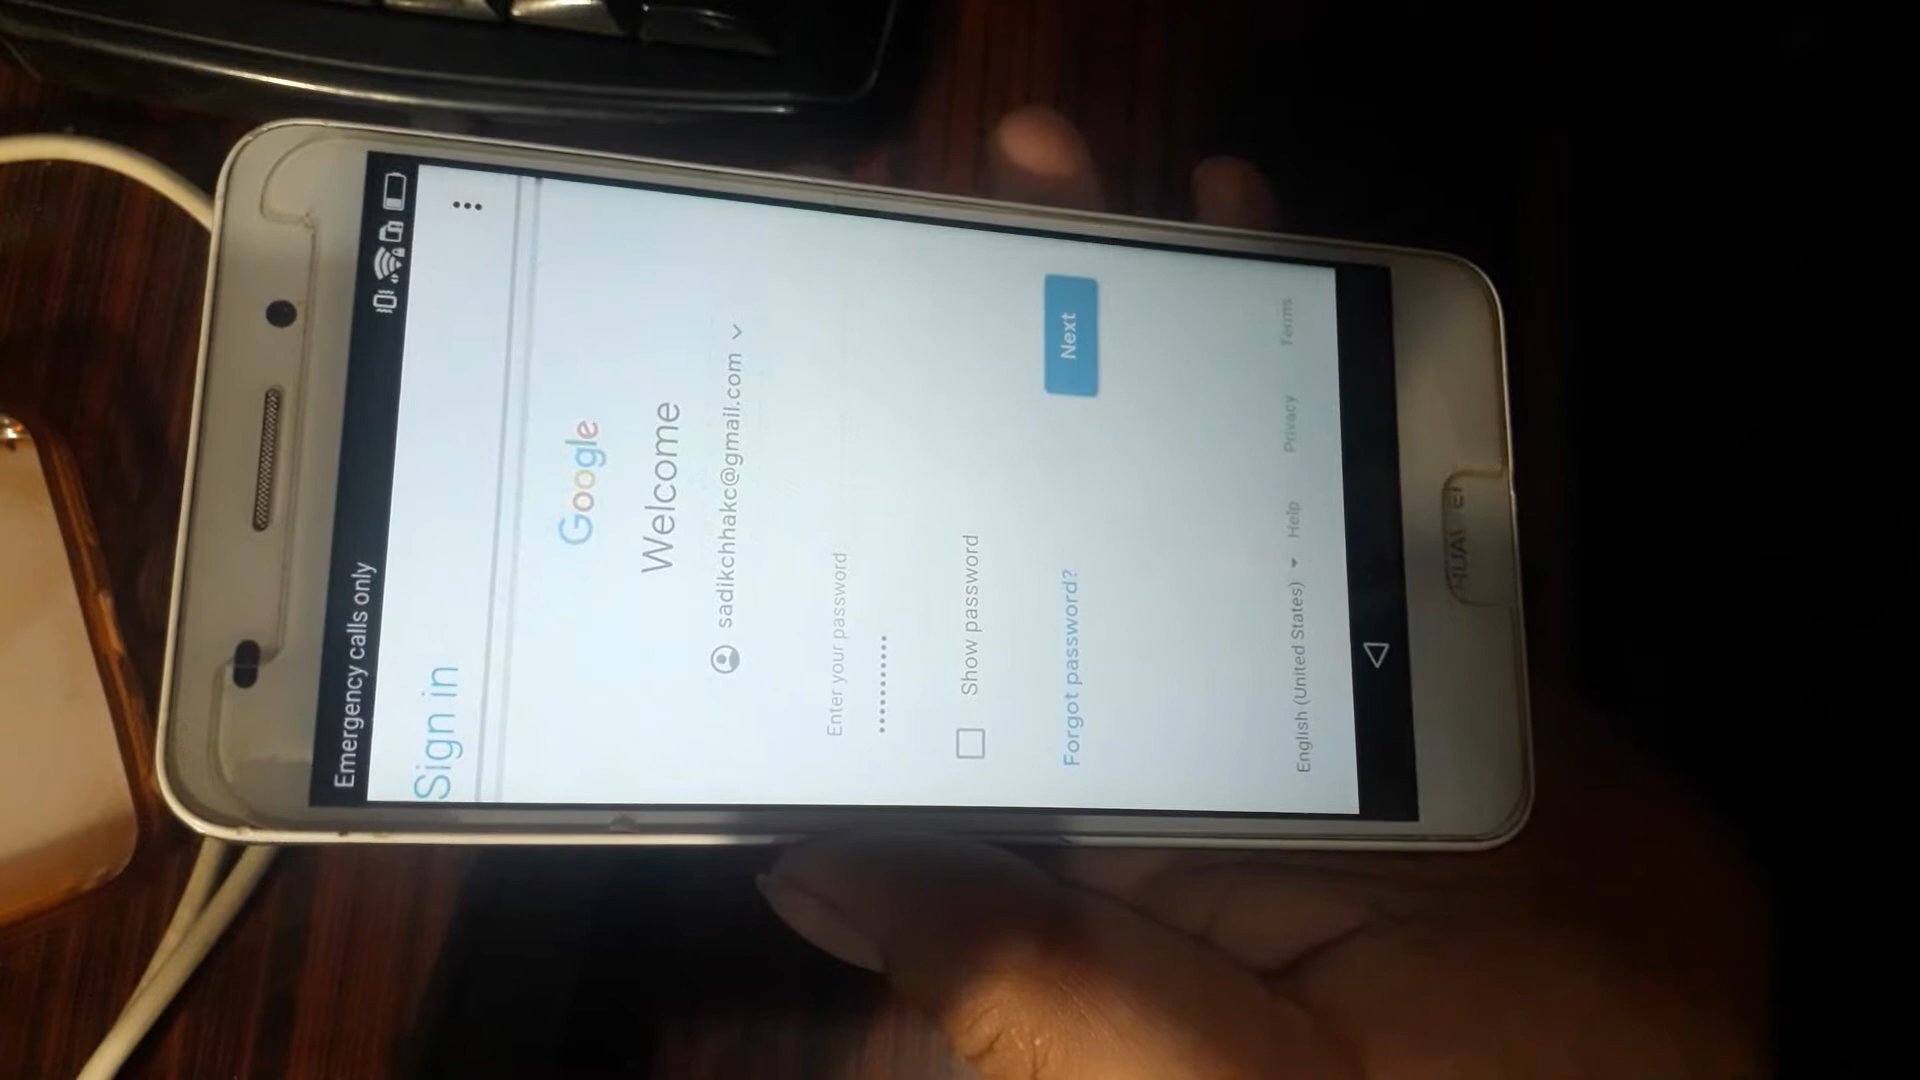 Emergency calls only
Sign in
Google
Welcome
sadikchhakc@gmail.com
Enter your password
••••••••••••
Show password
Forgot password?
Next
English (United States) Help Privacy Terms
HUAWEI